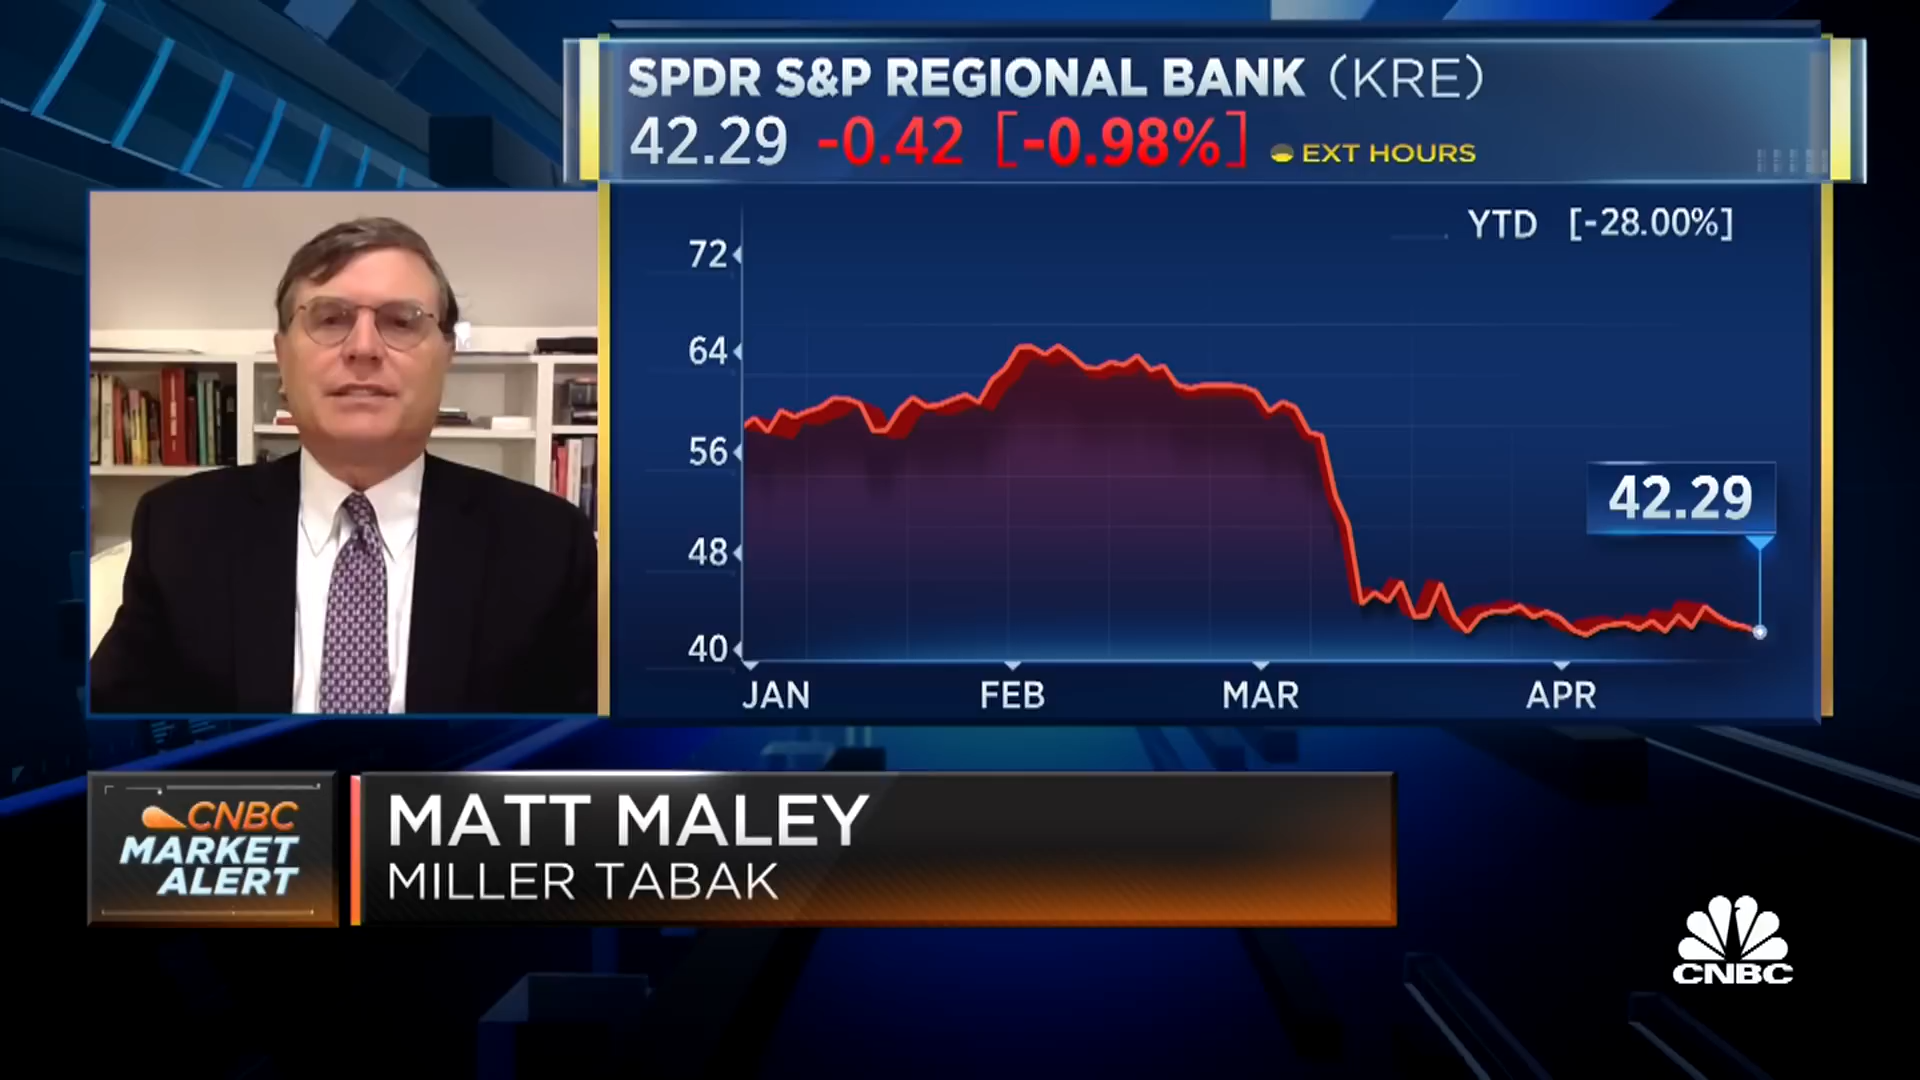 SPDR S&P REGIONAL BANK (KRE)
42.29 -0.42 [-0.98%] EXT HOURS
YTD [-28.00%]
72
64
56
48
40
42.29
JAN FEB MAR APR
CNBC
MARKET
ALERT
MATT MALEY
MILLER TABAK
CNBC